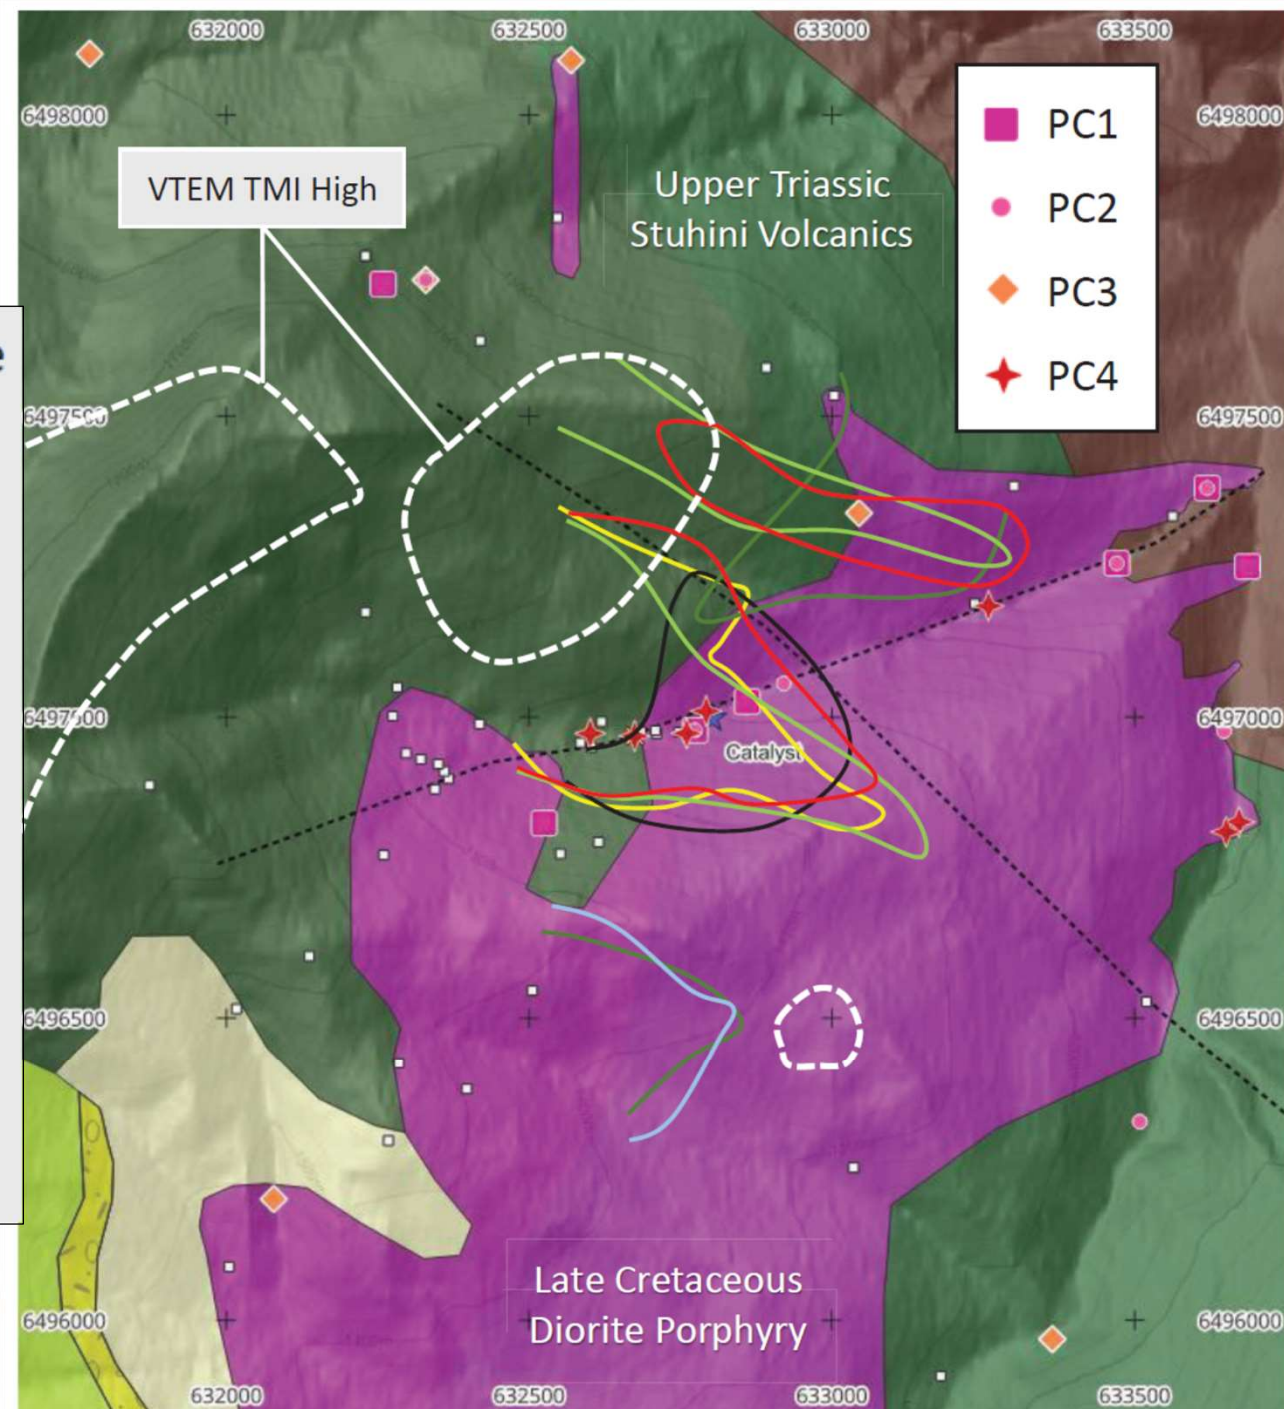 632000 632500 633000 633500
6498000 6498000
PC1
PC2
PC3
PC4
VTEM TMI High
Upper Triassic
Stuhini Volcanics
e
6497500 6497500
6497000 6497000
Catalyst
6496500 6496500
Late Cretaceous
Diorite Porphyry
6496000 6496000
632000 632500 633000 633500